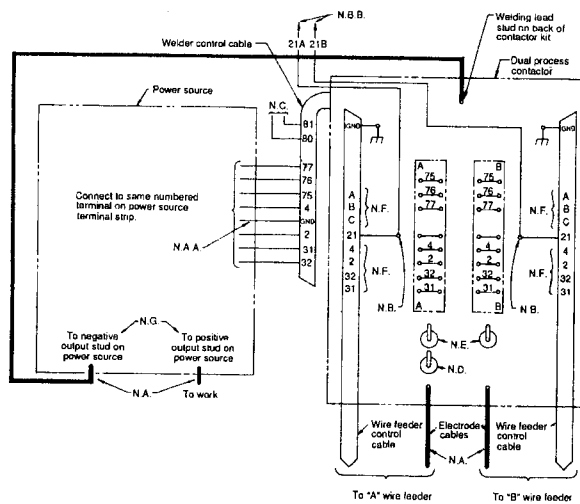 N.B.B.
Welding lead
stud on back of
contactor kit
Welder control cable
21A 21B
Dual process
contactor
Power source
N.C.
81
80
GND
GND
77
76
75
4
GND
2
31
32
Connect to same numbered
terminal on power source
terminal strip.
N.A.A.
A
B
C
21
4
2
32
31
N.F.
N.F.
A
75
76
77
4
2
32
31
A
B
75
76
77
4
2
32
31
B
N.F.
N.F.
A
B
C
21
4
2
32
31
N.B.
N.B.
N.E.
N.D.
N.G.
To negative
output stud on
power source
To positive
output stud on
power source
N.A.
To work
Wire feeder
control
cable
Electrode
cables
N.A.
Wire feeder
control
cable
To "A" wire feeder
To "B" wire feeder